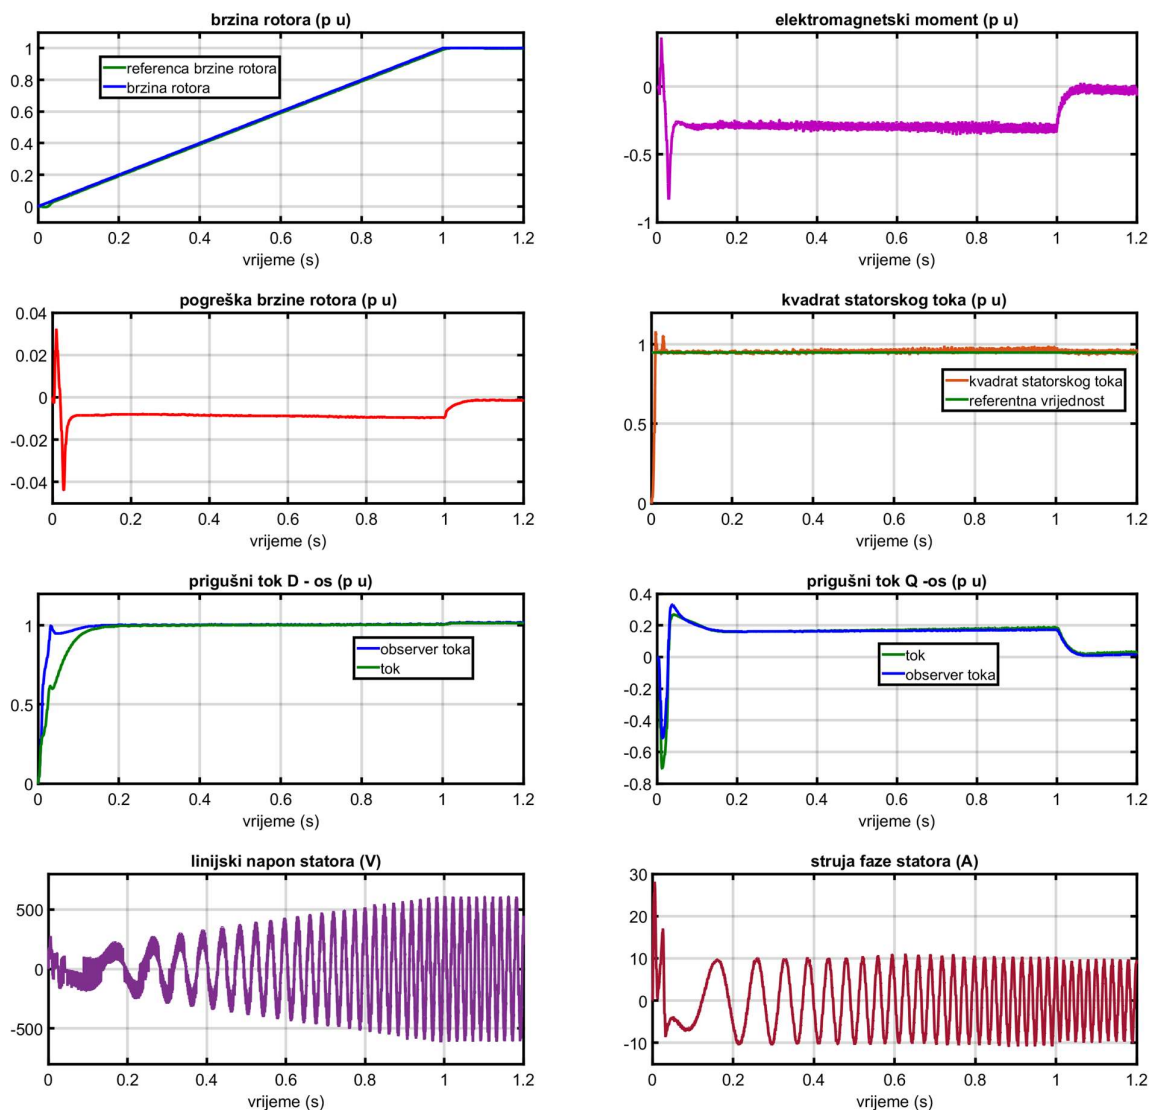 brzina rotora (p u)
1
0.8
0.6
0.4
0.2
0
referenca brzine rotora
brzina rotora
0 0.2 0.4 0.6 0.8 1 1.2
vrijeme (s)
elektromagnetski moment (p u)
0
-0.5
-1
0 0.2 0.4 0.6 0.8 1 1.2
vrijeme (s)
pogreška brzine rotora (p u)
0.04
0.02
0
-0.02
-0.04
0 0.2 0.4 0.6 0.8 1 1.2
vrijeme (s)
kvadrat statorskog toka (p u)
1
0.5
0
kvadrat statorskog toka
referentna vrijednost
0 0.2 0.4 0.6 0.8 1 1.2
vrijeme (s)
prigušni tok D - os (p u)
1
0.5
0
observer toka
tok
0 0.2 0.4 0.6 0.8 1 1.2
vrijeme (s)
prigušni tok Q -os (p u)
0.4
0.2
0
-0.2
-0.4
-0.6
-0.8
tok
observer toka
0 0.2 0.4 0.6 0.8 1 1.2
vrijeme (s)
linijski napon statora (V)
500
0
-500
0 0.2 0.4 0.6 0.8 1 1.2
vrijeme (s)
struja faze statora (A)
30
20
10
0
-10
0 0.2 0.4 0.6 0.8 1 1.2
vrijeme (s)